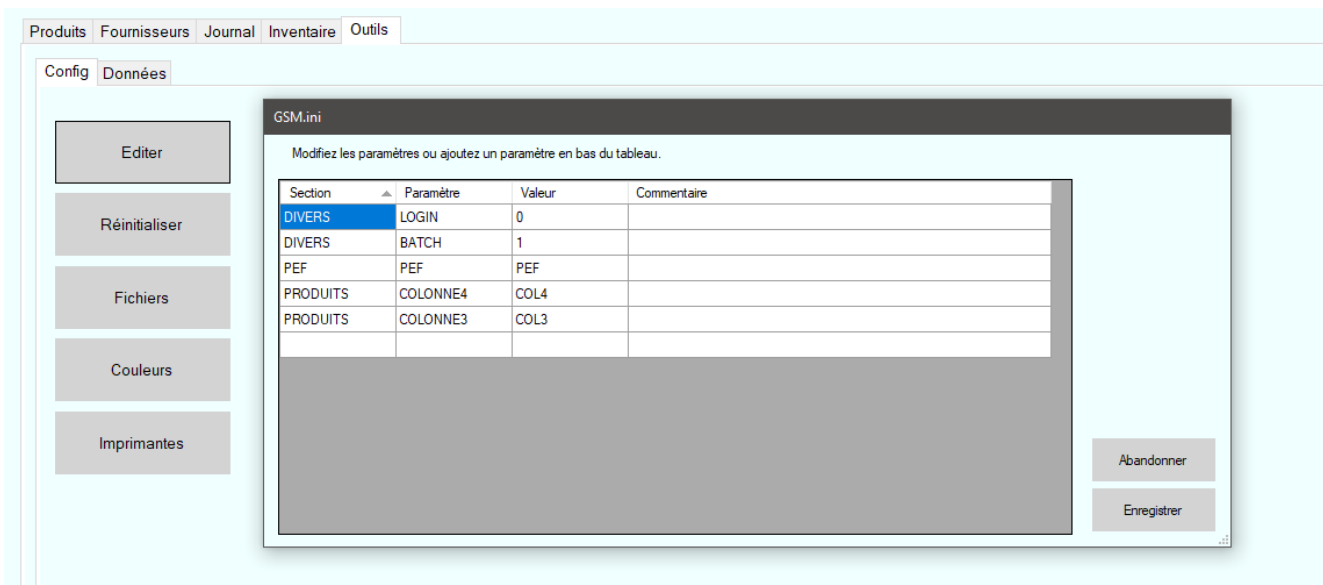 Produits Fournisseurs Journal Inventaire Outils
Config Données
Editer
Réinitialiser
Fichiers
Couleurs
Imprimantes
GSM.ini
Modifiez les paramètres ou ajoutez un paramètre en bas du tableau.
Section Paramètre Valeur Commentaire
DIVERS LOGIN 0
DIVERS BATCH 1
PEF PEF PEF
PRODUITS COLONNE4 COL4
PRODUITS COLONNE3 COL3
Abandonner
Enregistrer